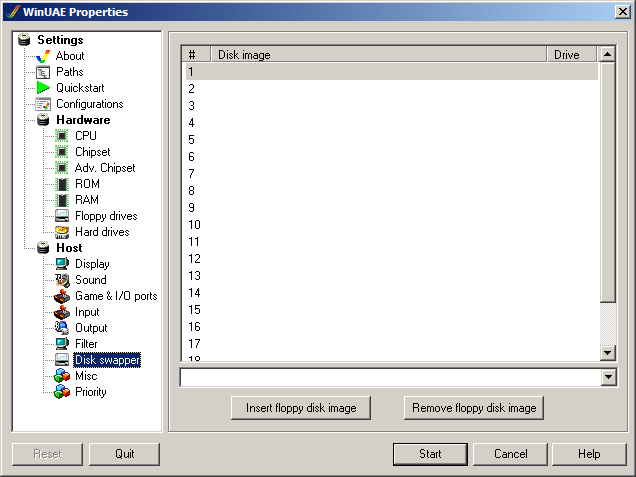 WinUAE Properties
Settings
About
Paths
Quickstart
Configurations
Hardware
CPU
Chipset
Adv. Chipset
ROM
RAM
Floppy drives
Hard drives
Host
Display
Sound
Game & I/O ports
Input
Output
Filter
Disk swapper
Misc
Priority
# Disk image Drive
1
2
3
4
5
6
7
8
9
10
11
12
13
14
15
16
17
18
Insert floppy disk image Remove floppy disk image
Reset Quit Start Cancel Help